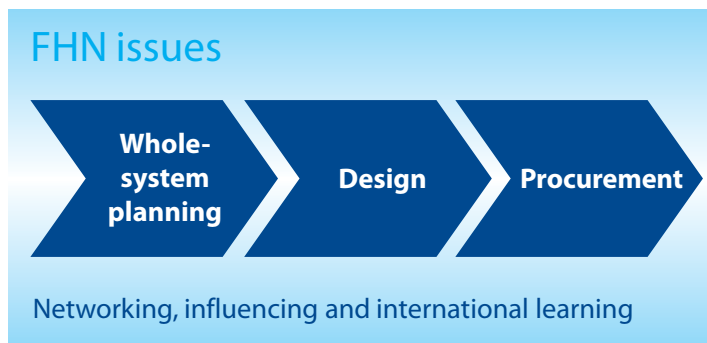 FHN issues
Whole-
system
planning
Design
Procurement
Networking, influencing and international learning